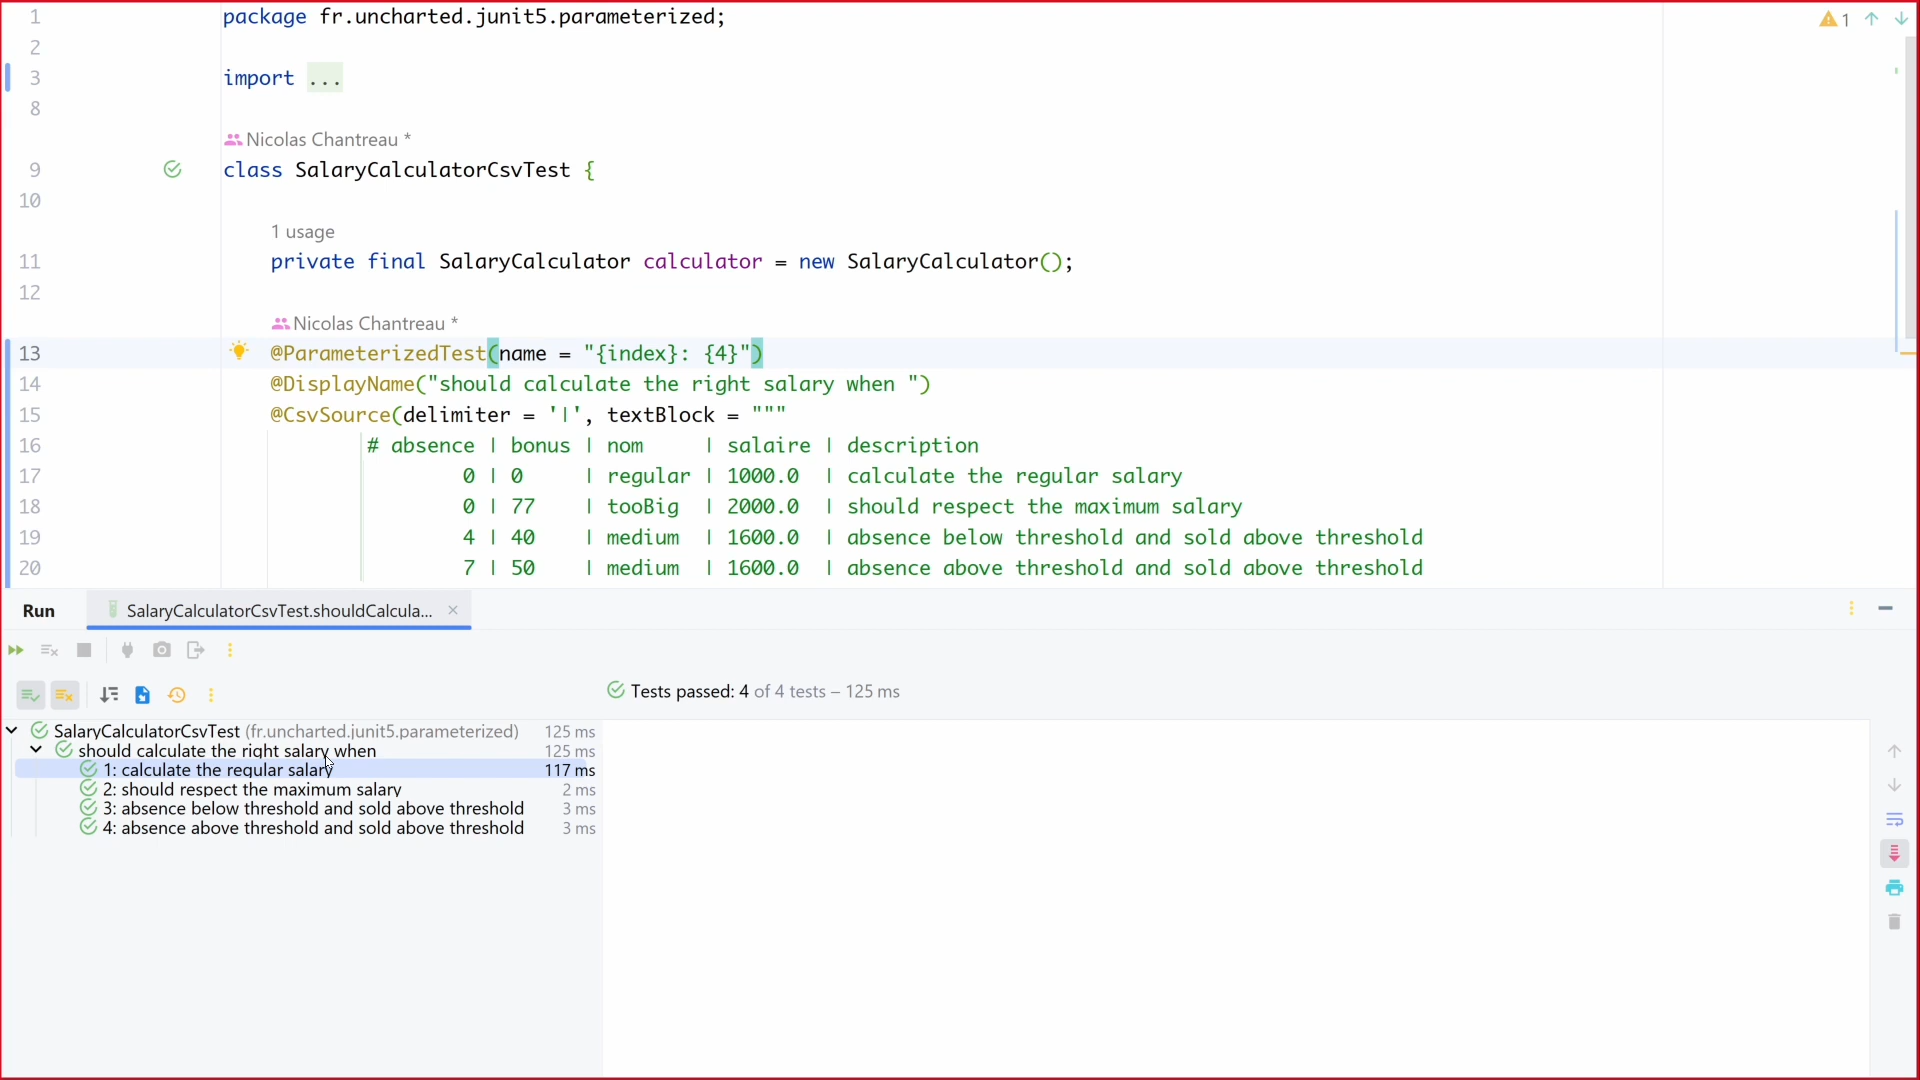 1 package fr.uncharted.junit5.parameterized;
1
2
3 import ...
8
Nicolas Chantreau *
9 class SalaryCalculatorCsvTest {
10
1 usage
11 private final SalaryCalculator calculator = new SalaryCalculator();
12
Nicolas Chantreau *
13 @ParameterizedTest(name = "{index}: {4}")
14 @DisplayName("should calculate the right salary when ")
15 @CsvSource(delimiter = '|', textBlock = """
16 # absence | bonus | nom | salaire | description
17 0 | 0 | regular | 1000.0 | calculate the regular salary
18 0 | 77 | tooBig | 2000.0 | should respect the maximum salary
19 4 | 40 | medium | 1600.0 | absence below threshold and sold above threshold
20 7 | 50 | medium | 1600.0 | absence above threshold and sold above threshold
Run SalaryCalculatorCsvTest.shouldCalcula...
Tests passed: 4 of 4 tests – 125 ms
SalaryCalculatorCsvTest (fr.uncharted.junit5.parameterized) 125 ms
should calculate the right salary when 125 ms
1: calculate the regular salary 117 ms
2: should respect the maximum salary 2 ms
3: absence below threshold and sold above threshold 3 ms
4: absence above threshold and sold above threshold 3 ms